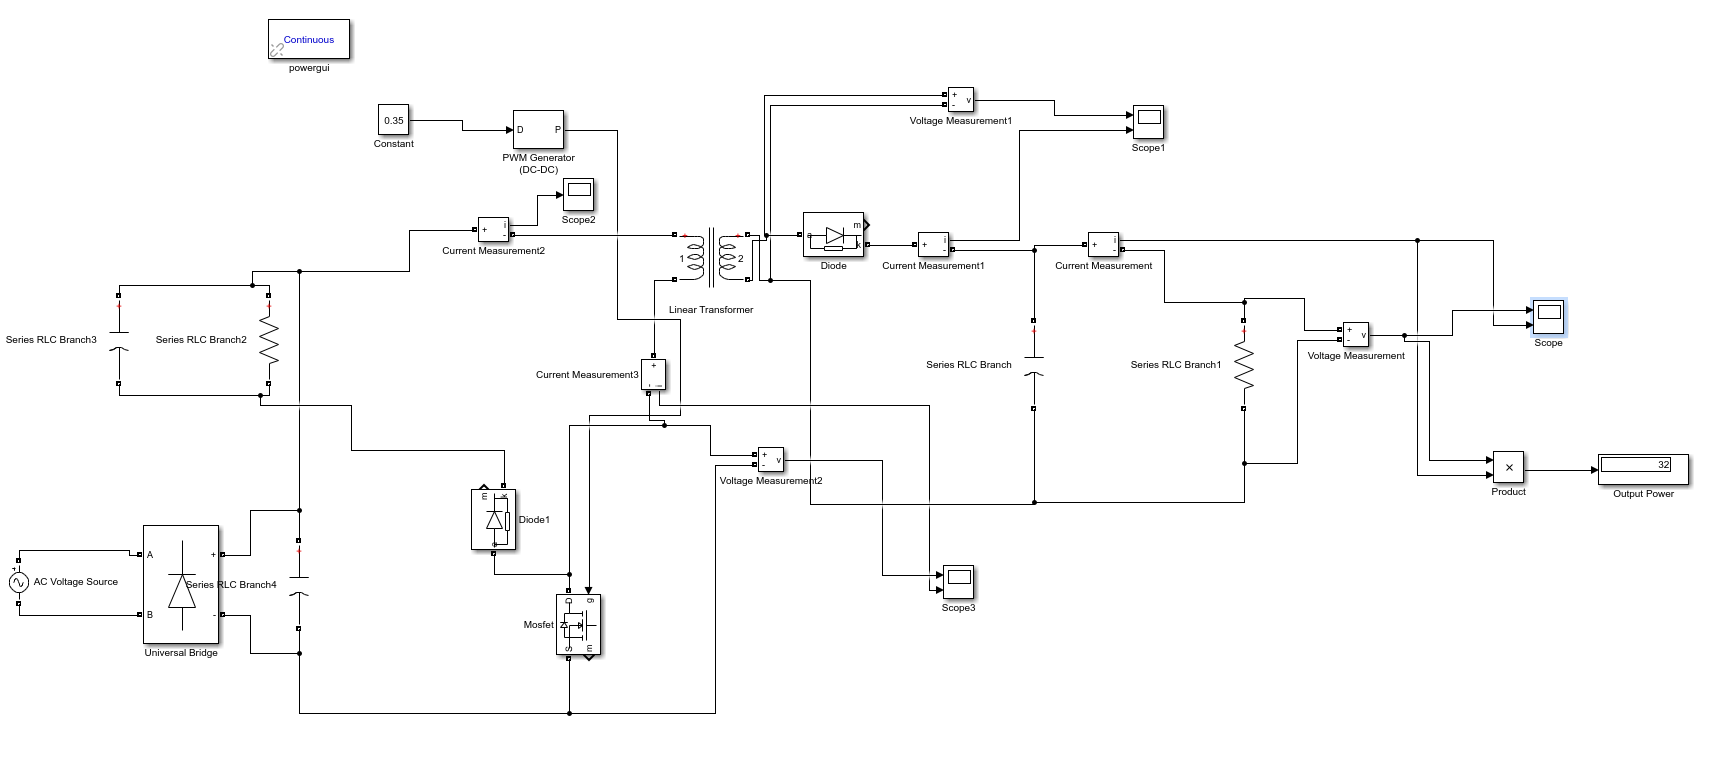 Continuous
powergui
0.35
Constant
D
P
PWM Generator
(DC-DC)
+
-
v
Voltage Measurement1
Scope1
Scope2
+
i
-
Current Measurement2
1
2
Linear Transformer
a
m
k
Diode
+
i
-
Current Measurement1
+
i
-
Current Measurement
Scope
+
-
v
Voltage Measurement
Series RLC Branch3
Series RLC Branch2
Current Measurement3
+
-
i
Series RLC Branch
Series RLC Branch1
+
-
v
Voltage Measurement2
×
Product
32
Output Power
m
k
a
Diode1
A
B
+
-
Universal Bridge
AC Voltage Source
Series RLC Branch4
D
g
S
m
Mosfet
Scope3